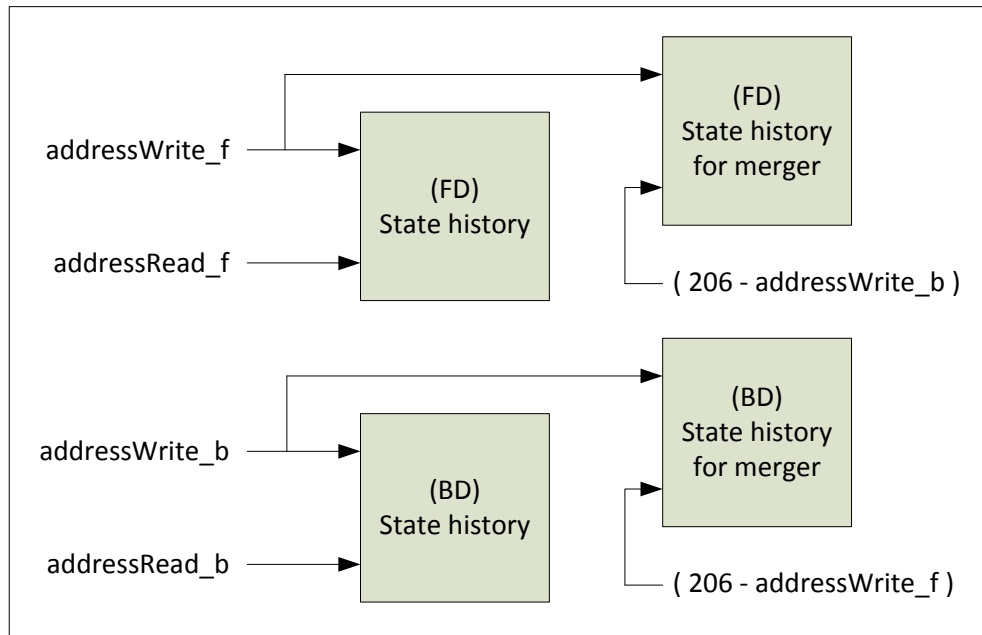 (FD)
State history
for merger
addressWrite_f
(FD)
State history
addressRead_f
( 206 - addressWrite_b )
(BD)
State history
for merger
addressWrite_b
(BD)
State history
addressRead_b
( 206 - addressWrite_f )